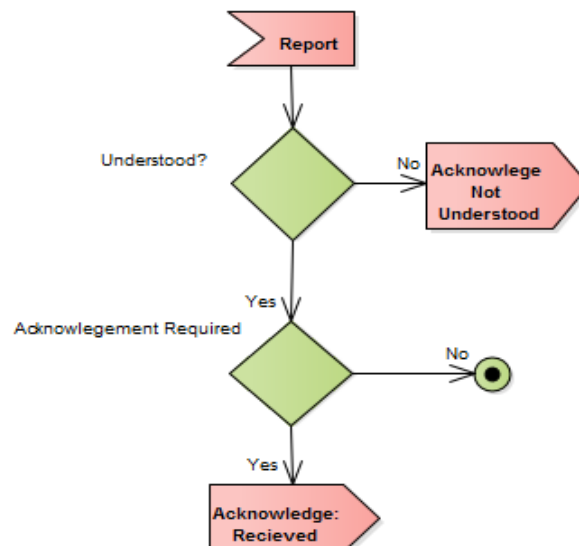 Report
Understood?
No
Acknowlege
Not
Understood
Yes
Acknowlegement Required
No
Yes
Acknowledge:
Recieved